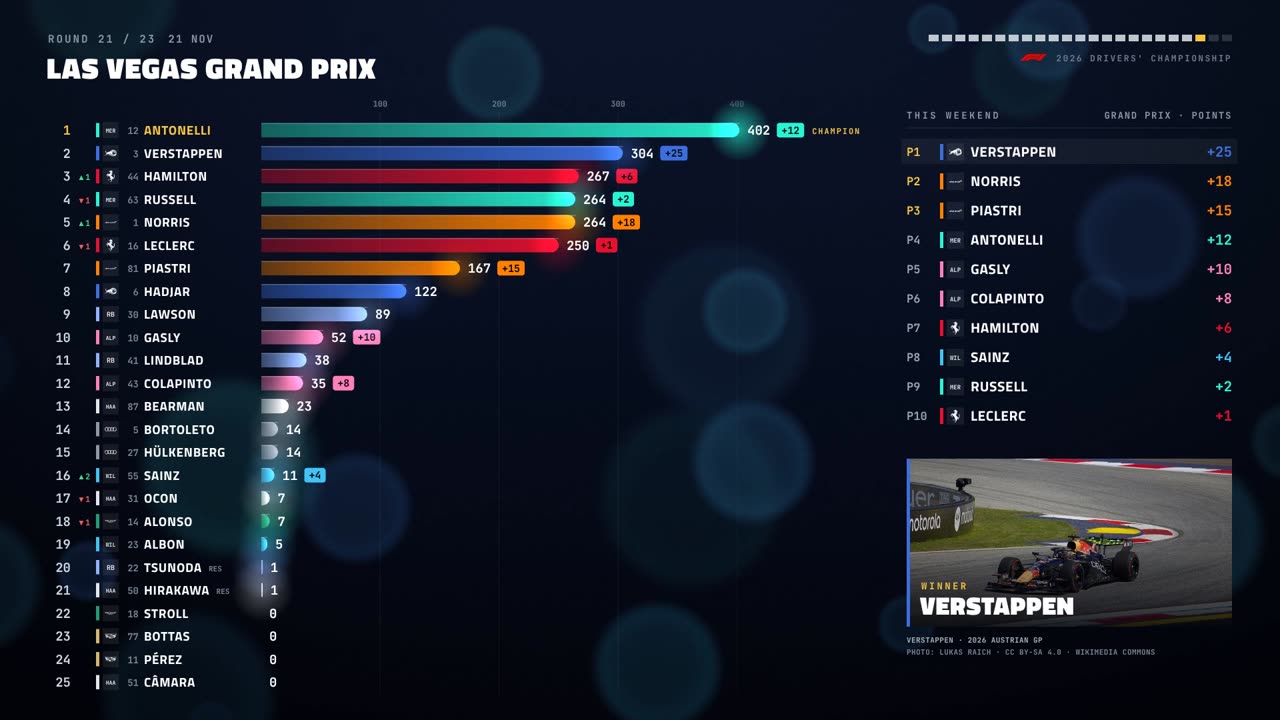 ROUND 21 / 23 21 NOV
LAS VEGAS GRAND PRIX
2026 DRIVERS' CHAMPIONSHIP
100 200 300 400
1 MER 12 ANTONELLI 402 +12 CHAMPION
2 3 VERSTAPPEN 304 +25
3 ▲1 44 HAMILTON 267 +6
4 ▼1 MER 63 RUSSELL 264 +2
5 ▲1 1 NORRIS 264 +18
6 ▼1 16 LECLERC 250 +1
7 81 PIASTRI 167 +15
8 6 HADJAR 122
9 RB 30 LAWSON 89
10 ALP 10 GASLY 52 +10
11 RB 41 LINDBLAD 38
12 ALP 43 COLAPINTO 35 +8
13 HAA 87 BEARMAN 23
14 5 BORTOLETO 14
15 27 HÜLKENBERG 14
16 ▲2 WIL 55 SAINZ 11 +4
17 ▼1 HAA 31 OCON 7
18 ▼1 14 ALONSO 7
19 WIL 23 ALBON 5
20 RB 22 TSUNODA RES 1
21 HAA 50 HIRAKAWA RES 1
22 18 STROLL 0
23 77 BOTTAS 0
24 11 PÉREZ 0
25 HAA 51 CÂMARA 0
THIS WEEKEND GRAND PRIX · POINTS
P1 VERSTAPPEN +25
P2 NORRIS +18
P3 PIASTRI +15
P4 MER ANTONELLI +12
P5 ALP GASLY +10
P6 ALP COLAPINTO +8
P7 HAMILTON +6
P8 WIL SAINZ +4
P9 MER RUSSELL +2
P10 LECLERC +1
motorola
WINNER
VERSTAPPEN
VERSTAPPEN · 2026 AUSTRIAN GP
PHOTO: LUKAS RAICH · CC BY-SA 4.0 · WIKIMEDIA COMMONS